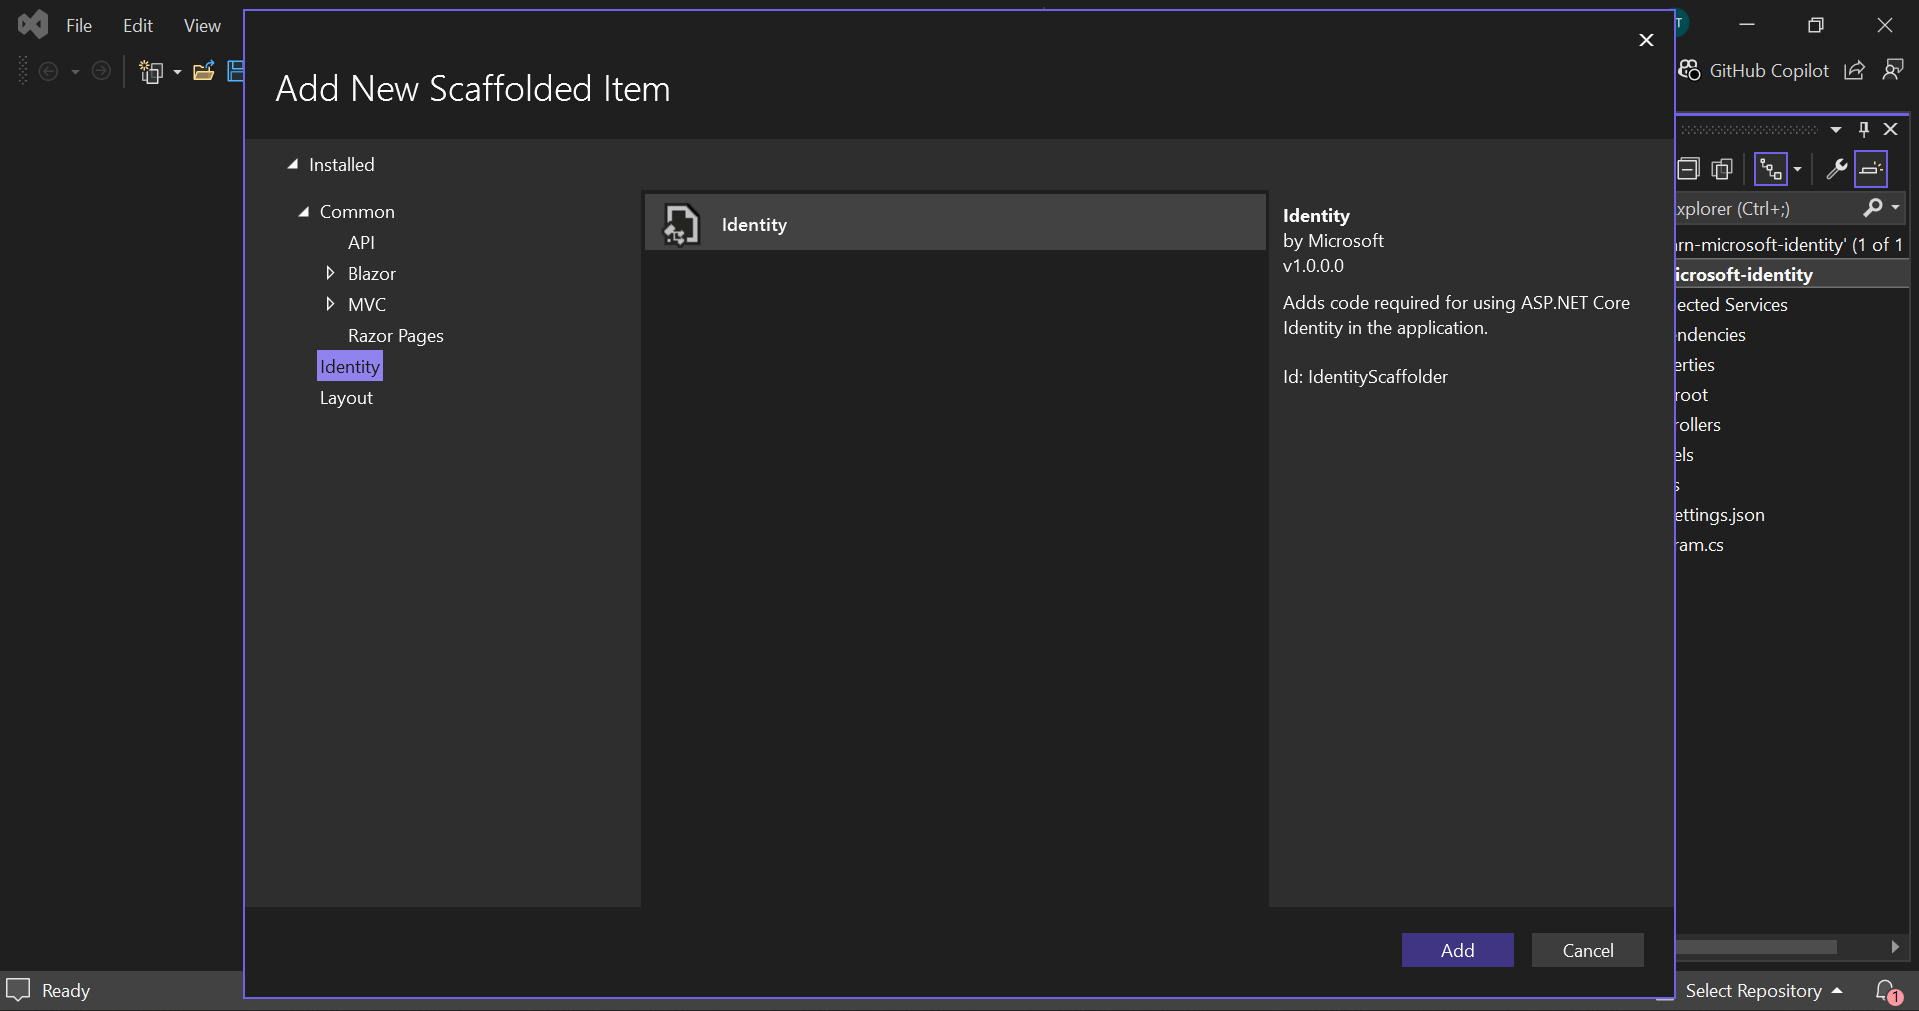 File Edit View
T
GitHub Copilot
Add New Scaffolded Item
Installed
Common
API
Blazor
MVC
Razor Pages
Identity
Layout
Identity
Identity
by Microsoft
v1.0.0.0
Adds code required for using ASP.NET Core
Identity in the application.
Id: IdentityScaffolder
Add
Cancel
xplorer (Ctrl+;)
rn-microsoft-identity' (1 of 1
icrosoft-identity
ected Services
ndencies
erties
root
rollers
els
s
ettings.json
ram.cs
Ready
Select Repository
1